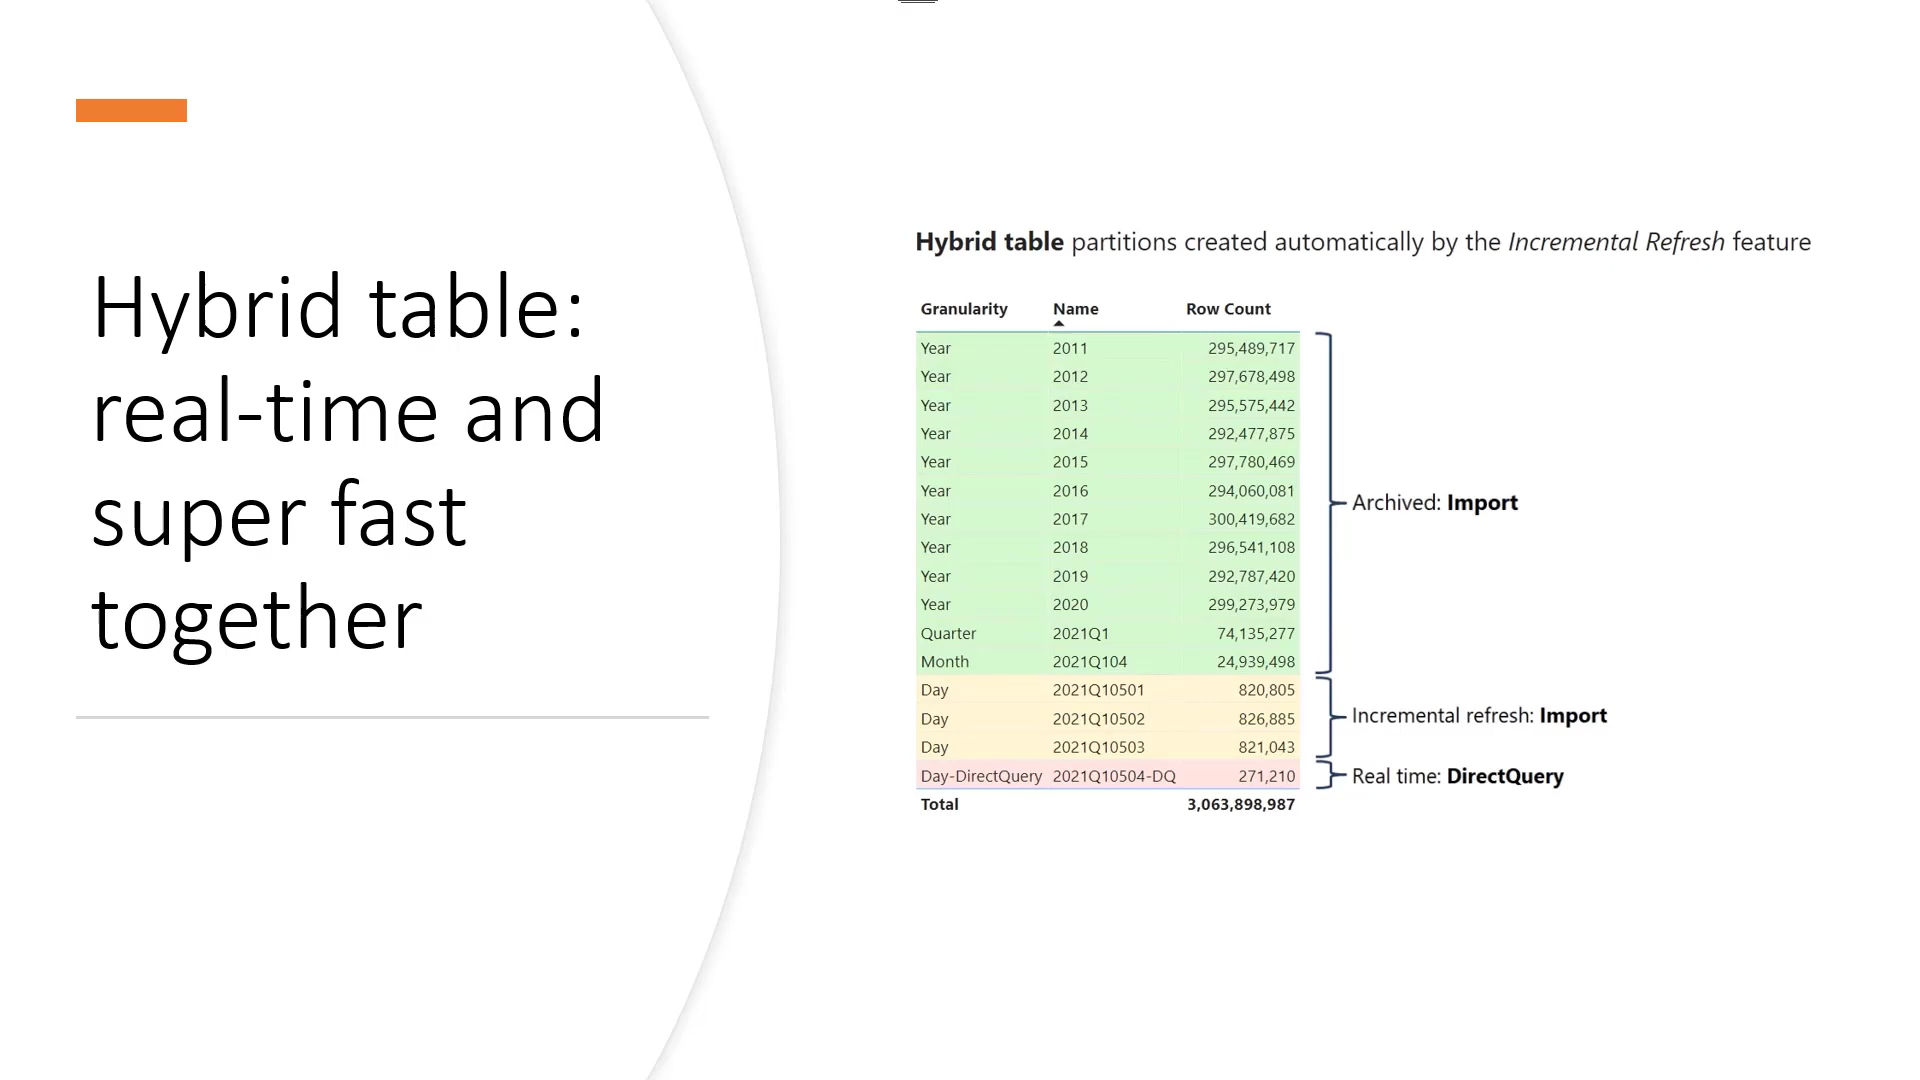 Hybrid table:
real-time and
super fast
together
Hybrid table partitions created automatically by the Incremental Refresh feature
Granularity Name Row Count
Year 2011 295,489,717
Year 2012 297,678,498
Year 2013 295,575,442
Year 2014 292,477,875
Year 2015 297,780,469
Year 2016 294,060,081
Year 2017 300,419,682
Year 2018 296,541,108
Year 2019 292,787,420
Year 2020 299,273,979
Quarter 2021Q1 74,135,277
Month 2021Q104 24,939,498
Day 2021Q10501 820,805
Day 2021Q10502 826,885
Day 2021Q10503 821,043
Day-DirectQuery 2021Q10504-DQ 271,210
Total 3,063,898,987
Archived: Import
Incremental refresh: Import
Real time: DirectQuery